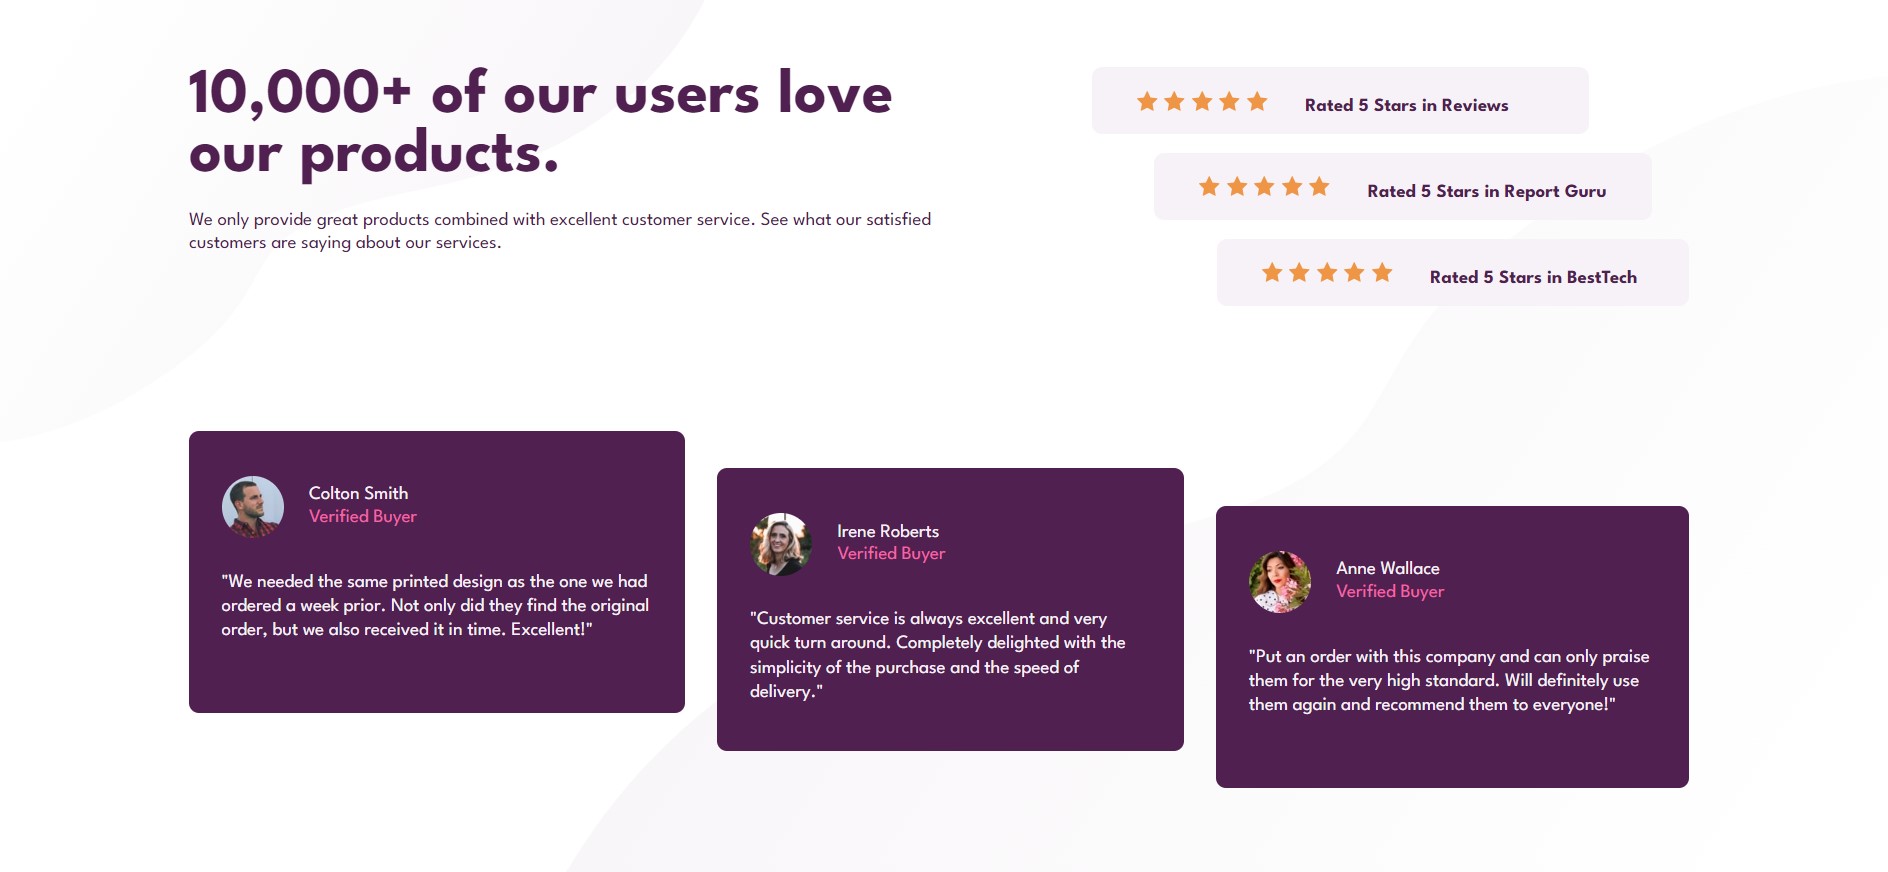 10,000+ of our users love
our products.
We only provide great products combined with excellent customer service. See what our satisfied
customers are saying about our services.
Rated 5 Stars in Reviews
Rated 5 Stars in Report Guru
Rated 5 Stars in BestTech
Colton Smith
Verified Buyer
"We needed the same printed design as the one we had
ordered a week prior. Not only did they find the original
order, but we also received it in time. Excellent!"
Irene Roberts
Verified Buyer
"Customer service is always excellent and very
quick turn around. Completely delighted with the
simplicity of the purchase and the speed of
delivery."
Anne Wallace
Verified Buyer
"Put an order with this company and can only praise
them for the very high standard. Will definitely use
them again and recommend them to everyone!"